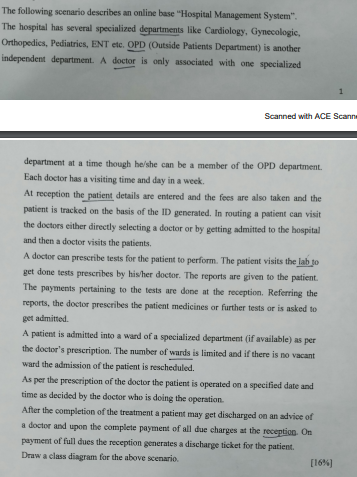 The following scenario describes an online base "Hospital Management System".
The hospital has several specialized departments like Cardiology, Gynecologic,
Orthopedics, Pediatrics, ENT etc. OPD (Outside Patients Department) is another
independent department. A doctor is only associated with one specialized
1
Scanned with ACE Scann
department at a time though he/she can be a member of the OPD department.
Each doctor has a visiting time and day in a week.
At reception the patient details are entered and the fees are also taken and the
patient is tracked on the basis of the ID generated. In routing a patient can visit
the doctors either directly selecting a doctor or by getting admitted to the hospital
and then a doctor visits the patients.
A doctor can prescribe tests for the patient to perform. The patient visits the lab to
get done tests prescribes by his/her doctor. The reports are given to the patient.
The payments pertaining to the tests are done at the reception. Referring the
reports, the doctor prescribes the patient medicines or further tests or is asked to
get admitted.
A patient is admitted into a ward of a specialized department (if available) as per
the doctor's prescription. The number of wards is limited and if there is no vacant
ward the admission of the patient is rescheduled.
As per the prescription of the doctor the patient is operated on a specified date and
time as decided by the doctor who is doing the operation.
After the completion of the treatment a patient may get discharged on an advice of
a doctor and upon the complete payment of all due charges at the reception. On
payment of full dues the reception generates a discharge ticket for the patient.
Draw a class diagram for the above scenario.
[16%]